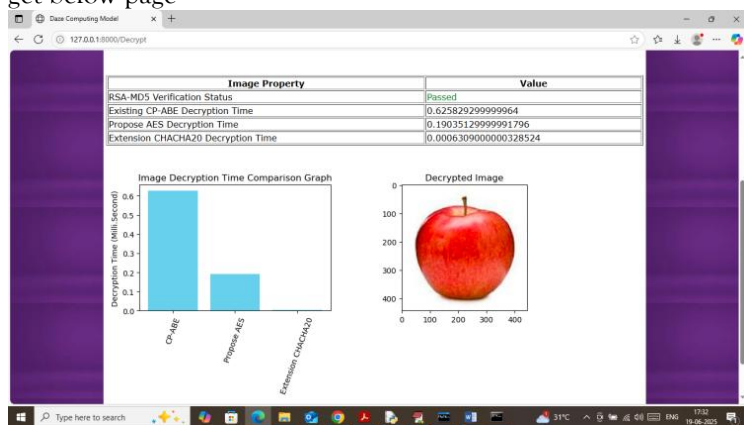 get below page
Daze Computing Model
127.0.0.1:8000/Decrypt
Image Property Value
RSA-MD5 Verification Status Passed
Existing CP-ABE Decryption Time 0.625829299999964
Propose AES Decryption Time 0.19035129999991796
Extension CHACHA20 Decryption Time 0.0006309000000328524
Image Decryption Time Comparison Graph
Decryption Time (Milli.Second)
0.6
0.5
0.4
0.3
0.2
0.1
0.0
CP-ABE
Propose AES
Extension CHACHA20
Decrypted Image
0
100
200
300
400
0 100 200 300 400
Type here to search
31°C
ENG
17:32
19-06-2025